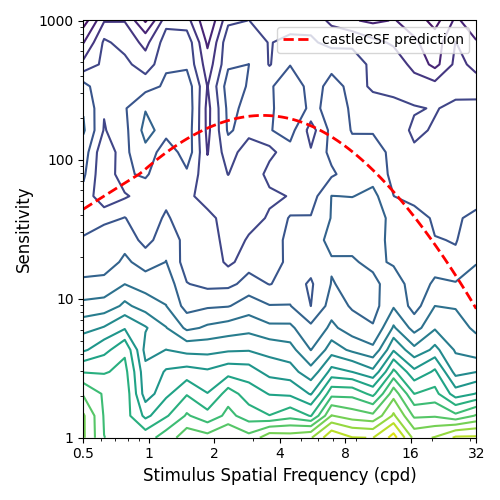 castleCSF prediction
1000
100
10
1
Sensitivity
0.5 1 2 4 8 16 32
Stimulus Spatial Frequency (cpd)